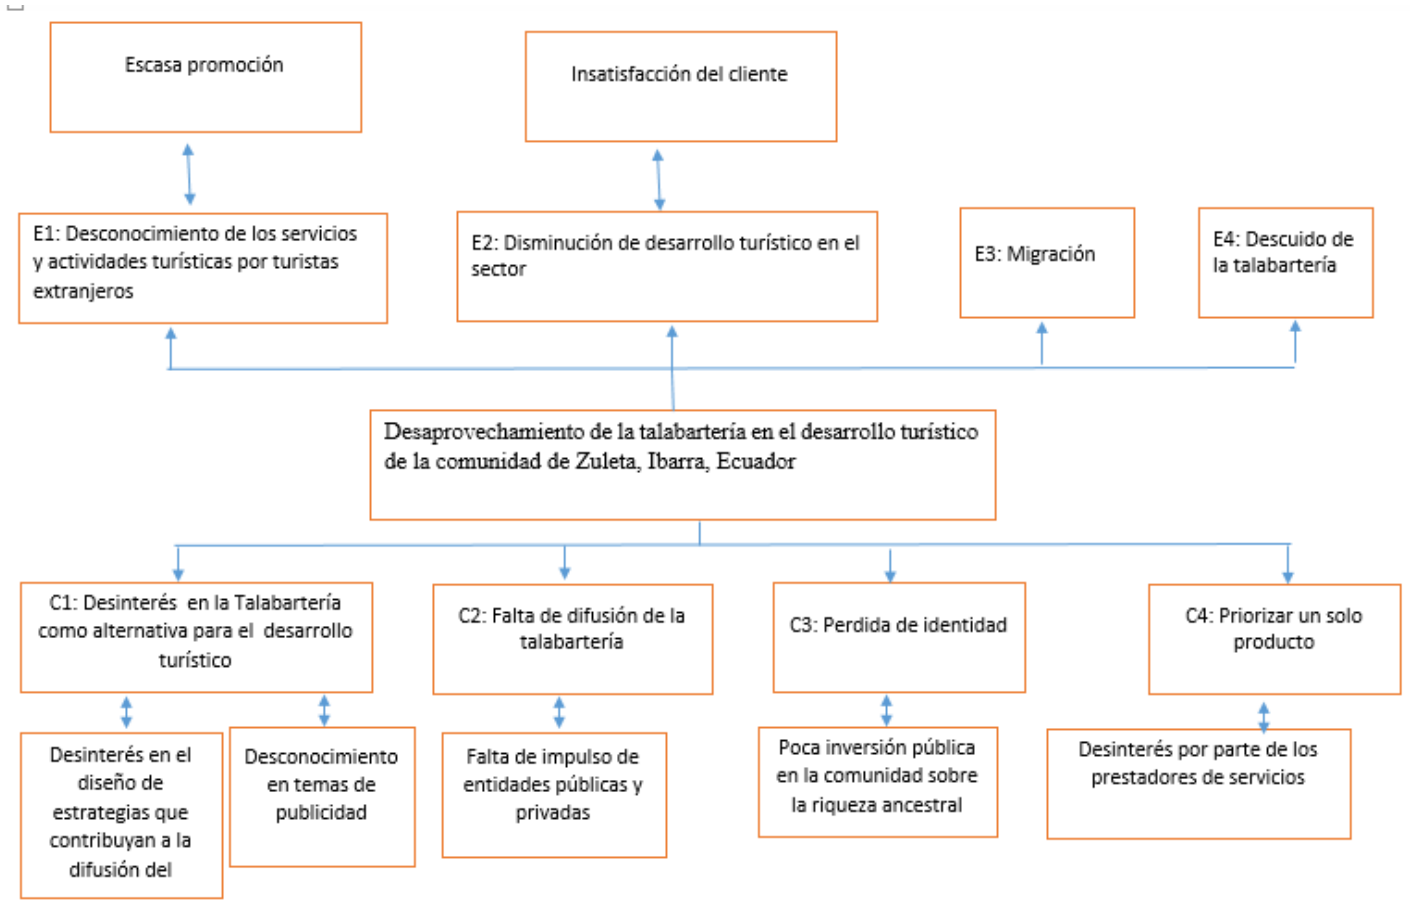 Escasa promoción
Insatisfacción del cliente
E1: Desconocimiento de los servicios
y actividades turísticas por turistas
extranjeros
E2: Disminución de desarrollo turístico en el
sector
E3: Migración
E4: Descuido de
la talabartería
Desaprovechamiento de la talabartería en el desarrollo turístico
de la comunidad de Zuleta, Ibarra, Ecuador
C1: Desinterés en la Talabartería
como alternativa para el desarrollo
turístico
C2: Falta de difusión de la
talabartería
C3: Perdida de identidad
C4: Priorizar un solo
producto
Desinterés en el
diseño de
estrategias que
contribuyan a la
difusión del
Desconocimiento
en temas de
publicidad
Falta de impulso de
entidades públicas y
privadas
Poca inversión pública
en la comunidad sobre
la riqueza ancestral
Desinterés por parte de los
prestadores de servicios